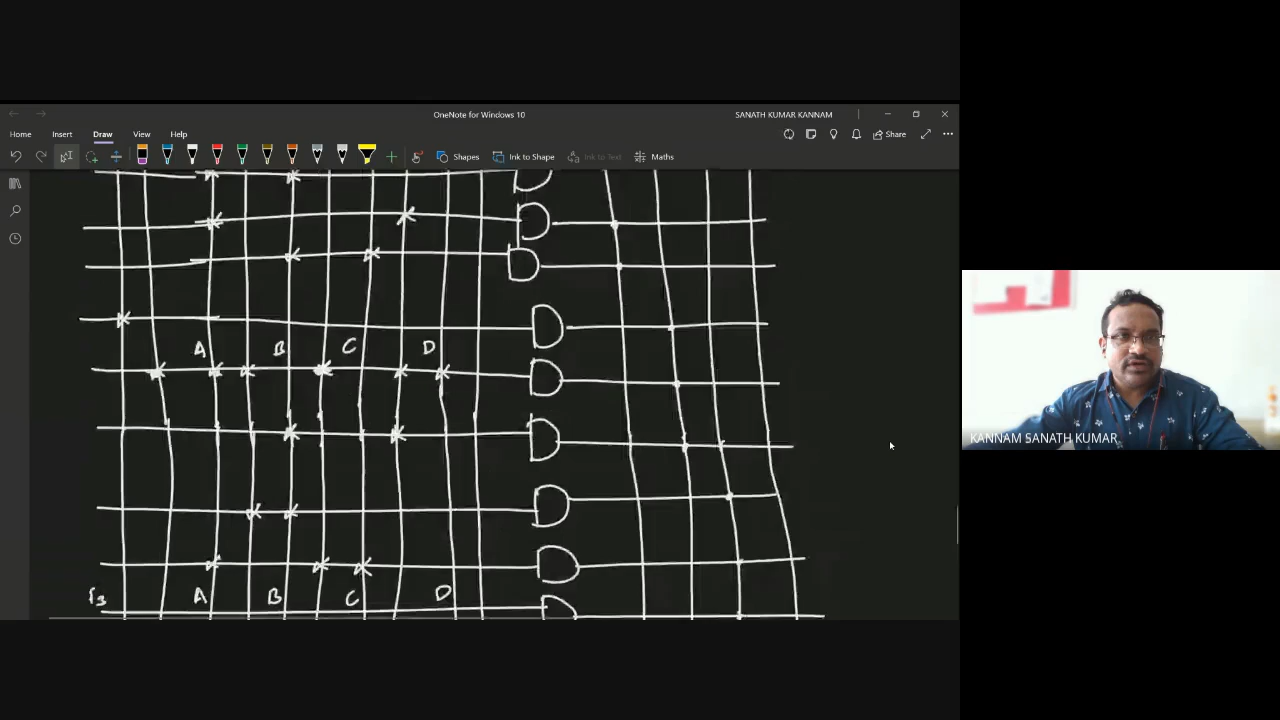 OneNote for Windows 10
SANATH KUMAR KANNAM
Home Insert Draw View Help
Share
Shapes
Ink to Shape
Ink to Text
Maths
A B C D
f3 A B C D
KANNAM SANATH KUMAR